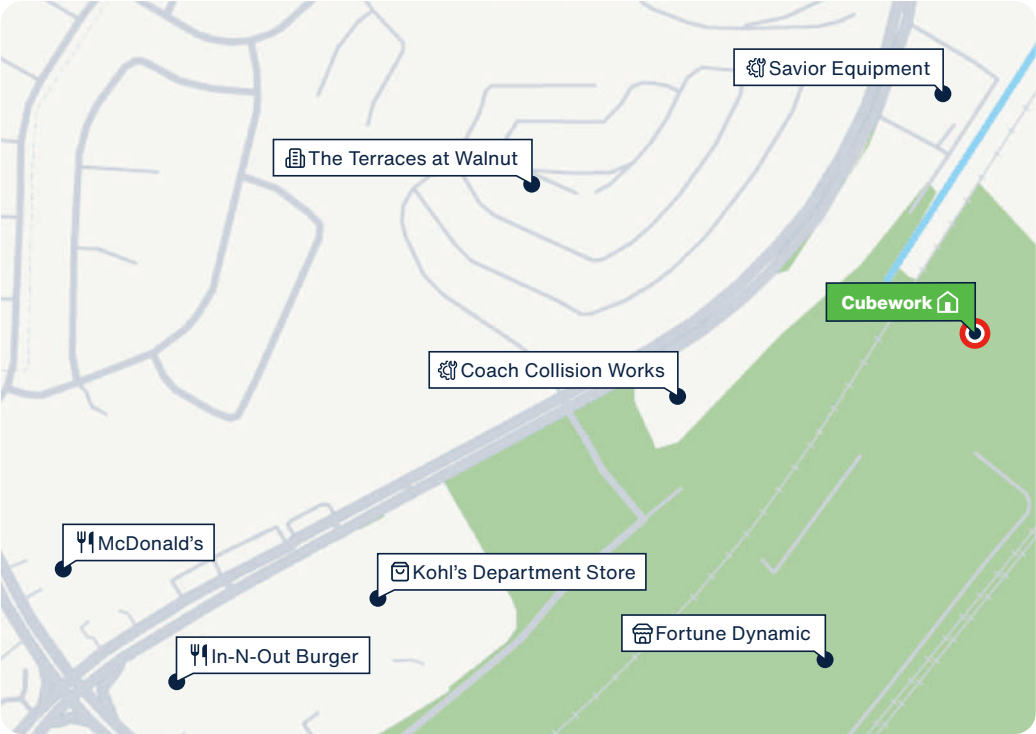 Savior Equipment
The Terraces at Walnut
Cubework
Coach Collision Works
McDonald’s
Kohl’s Department Store
Fortune Dynamic
In-N-Out Burger